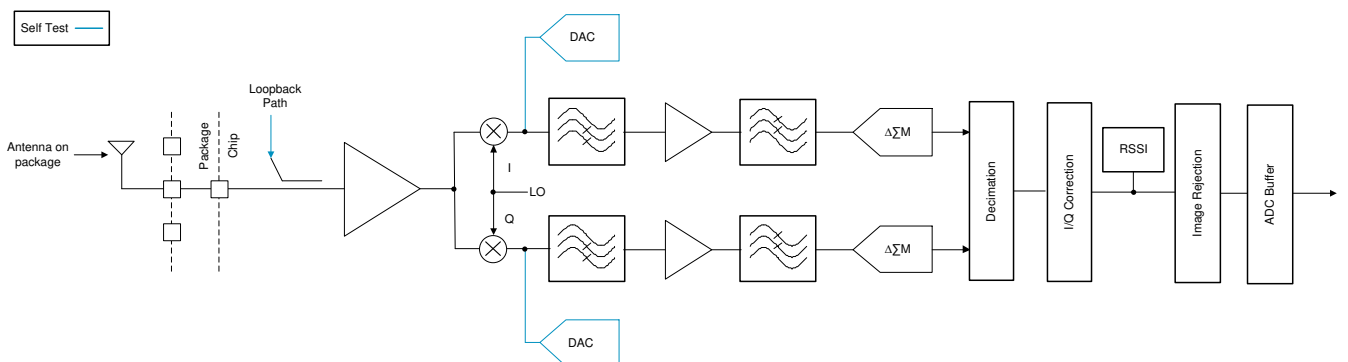 Self Test
DAC
Loopback
Path
Antenna on
package
Package
Chip
I
LO
Q
ΔΣM
ΔΣM
Decimation
I/Q Correction
RSSI
Image Rejection
ADC Buffer
DAC